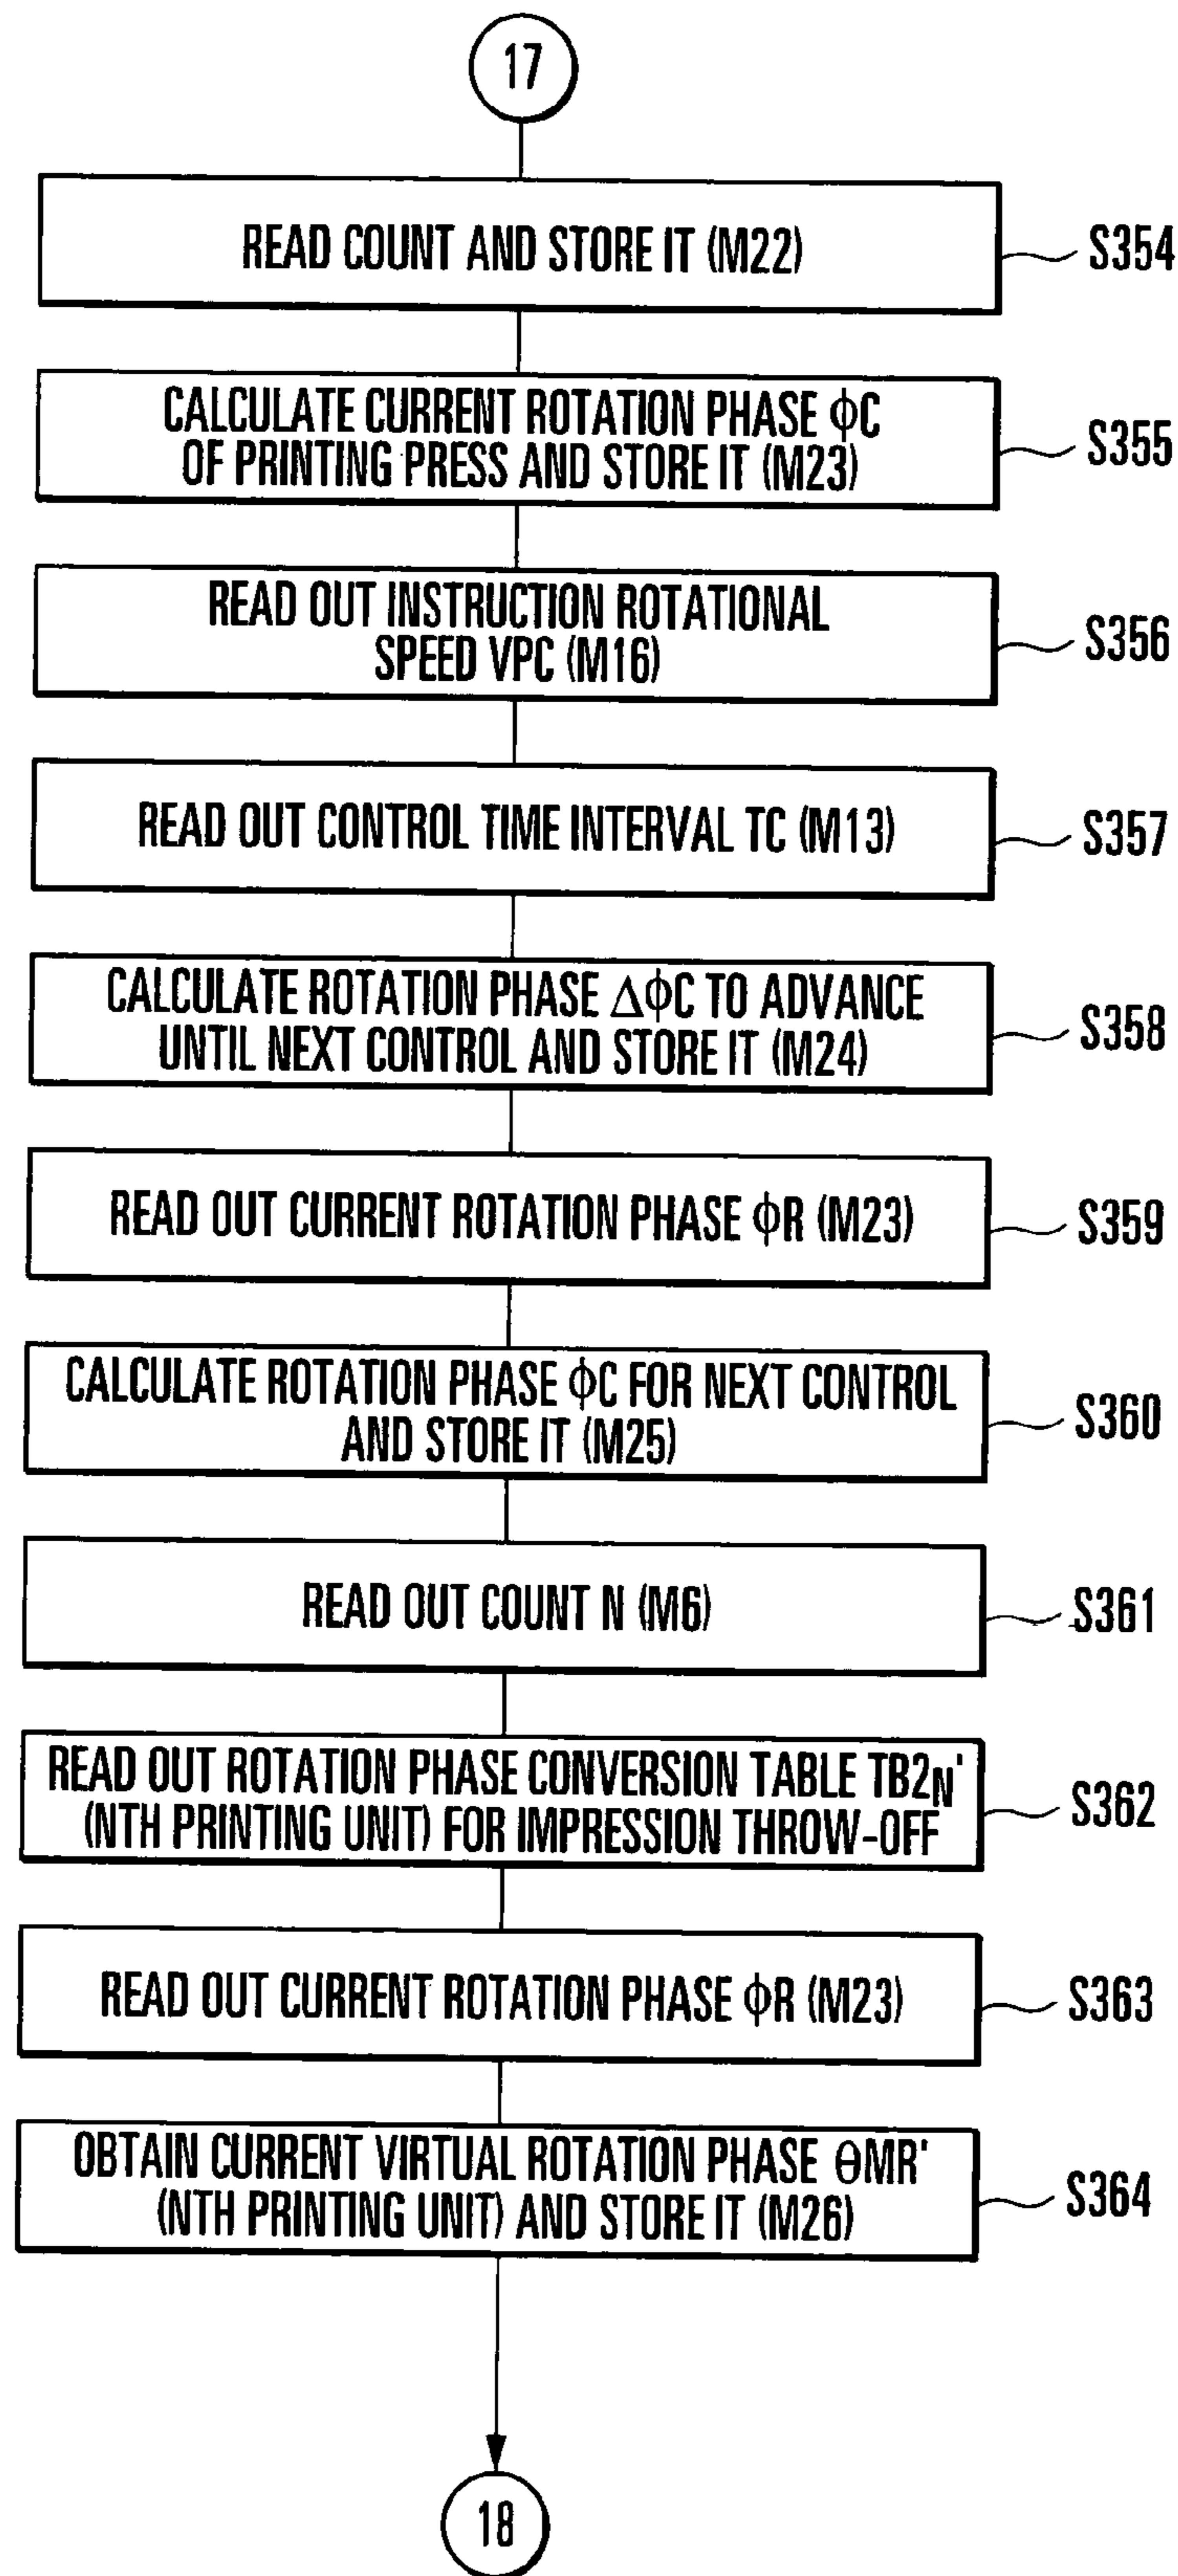 17
READ COUNT AND STORE IT (M22)
S354
CALCULATE CURRENT ROTATION PHASE ϕC
OF PRINTING PRESS AND STORE IT (M23)
S355
READ OUT INSTRUCTION ROTATIONAL
SPEED VPC (M16)
S356
READ OUT CONTROL TIME INTERVAL TC (M13)
S357
CALCULATE ROTATION PHASE ΔϕC TO ADVANCE
UNTIL NEXT CONTROL AND STORE IT (M24)
S358
READ OUT CURRENT ROTATION PHASE ϕR (M23)
S359
CALCULATE ROTATION PHASE ϕC FOR NEXT CONTROL
AND STORE IT (M25)
S360
READ OUT COUNT N (M6)
S361
READ OUT ROTATION PHASE CONVERSION TABLE TB2N'
(NTH PRINTING UNIT) FOR IMPRESSION THROW-OFF
S362
READ OUT CURRENT ROTATION PHASE ϕR (M23)
S363
OBTAIN CURRENT VIRTUAL ROTATION PHASE θMR'
(NTH PRINTING UNIT) AND STORE IT (M26)
S364
18